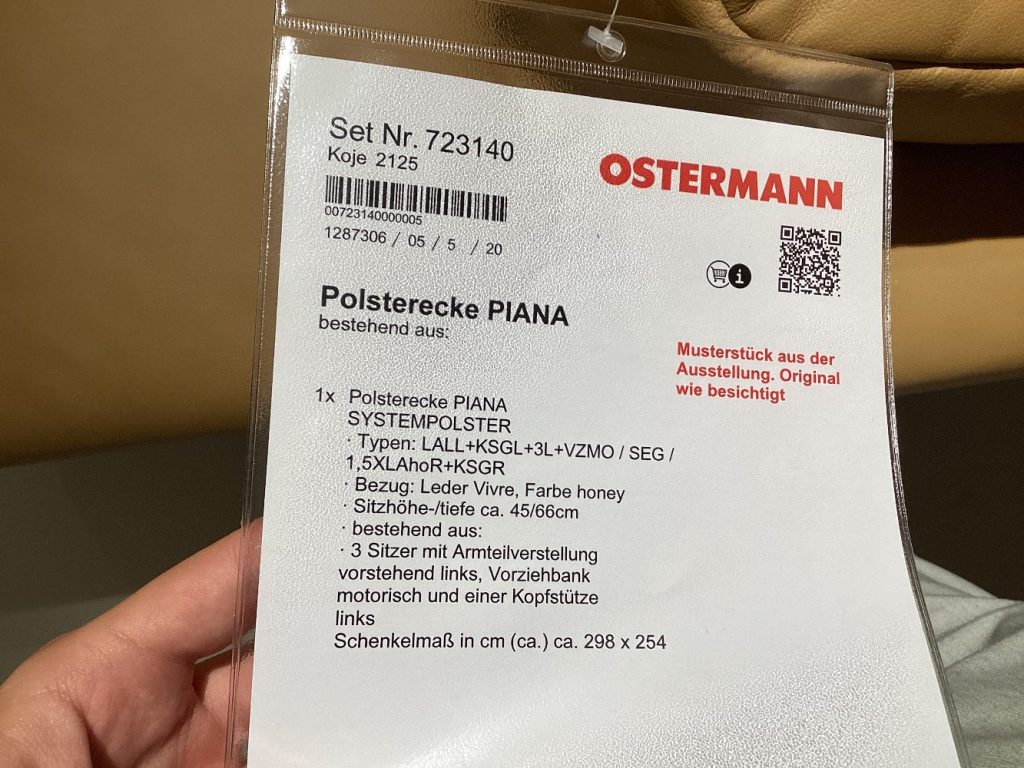 Set Nr. 723140
Koje 2125
OSTERMANN
00723140000005
1287306 / 05 / 5 / 20
i
Polsterecke PIANA
bestehend aus:
Musterstück aus der
Ausstellung. Original
wie besichtigt
1x Polsterecke PIANA
SYSTEMPOLSTER
· Typen: LALL+KSGL+3L+VZMO / SEG /
1,5XLAhoR+KSGR
· Bezug: Leder Vivre, Farbe honey
· Sitzhöhe-/tiefe ca. 45/66cm
· bestehend aus:
· 3 Sitzer mit Armteilverstellung
vorstehend links, Vorziehbank
motorisch und einer Kopfstütze
links
Schenkelmaß in cm (ca.) ca. 298 x 254